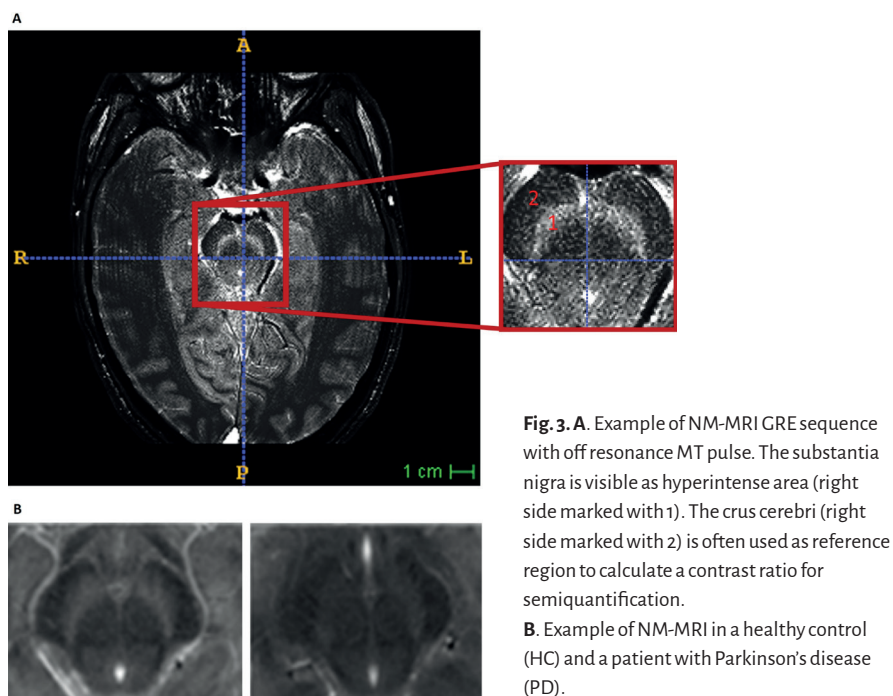 A
A
R
L
P
1 cm
2
1
B
Fig. 3. A. Example of NM-MRI GRE sequence
with off resonance MT pulse. The substantia
nigra is visible as hyperintense area (right
side marked with 1). The crus cerebri (right
side marked with 2) is often used as reference
region to calculate a contrast ratio for
semiquantification.
B. Example of NM-MRI in a healthy control
(HC) and a patient with Parkinson’s disease
(PD).